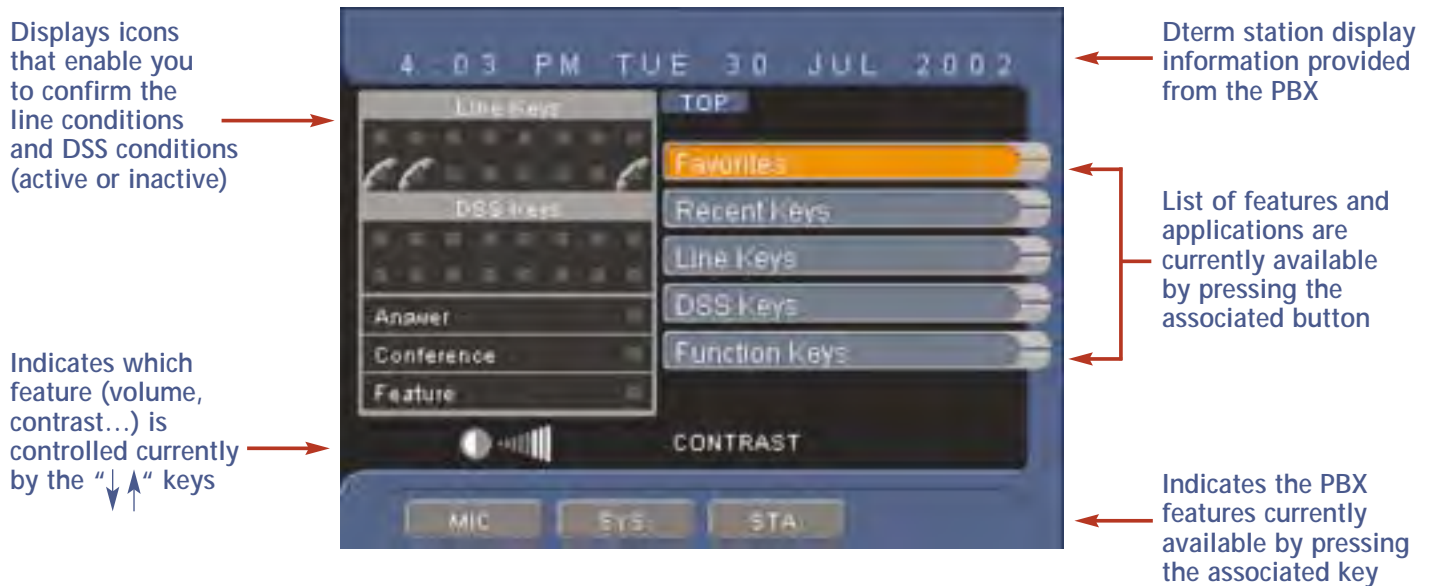 Displays icons
that enable you
to confirm the
line conditions
and DSS conditions
(active or inactive)
Indicates which
feature (volume,
contrast…) is
controlled currently
by the “↓ ↑“ keys
4:03 PM TUE 30 JUL 2002
Line Keys
DSS Keys
Answer
Conference
Feature
TOP
Favorites
Recent Keys
Line Keys
DSS Keys
Function Keys
CONTRAST
MIC
SYS
STA
Dterm station display
information provided
from the PBX
List of features and
applications are
currently available
by pressing the
associated button
Indicates the PBX
features currently
available by pressing
the associated key